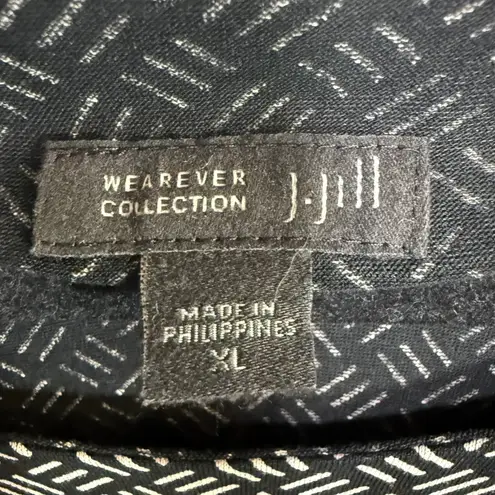 WEAREVER
COLLECTION
J.Jill
MADE IN
PHILIPPINES
XL